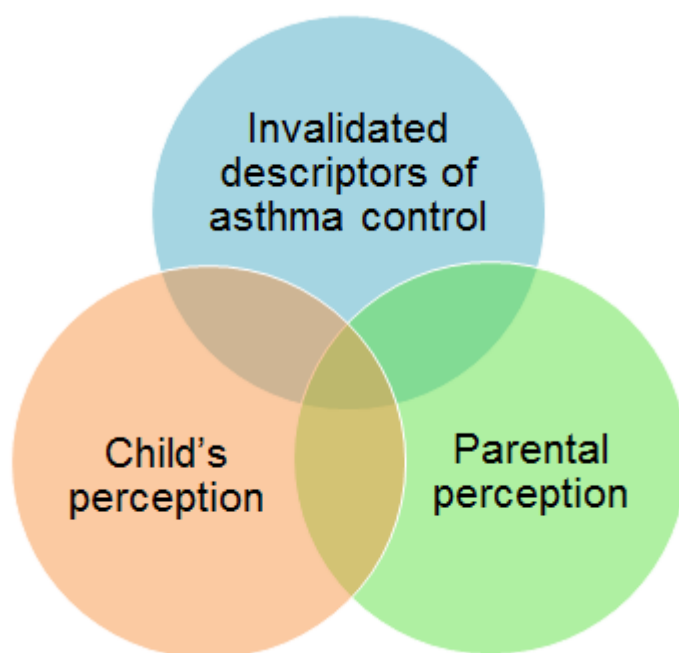 Invalidated
descriptors of
asthma control
Child's
perception
Parental
perception